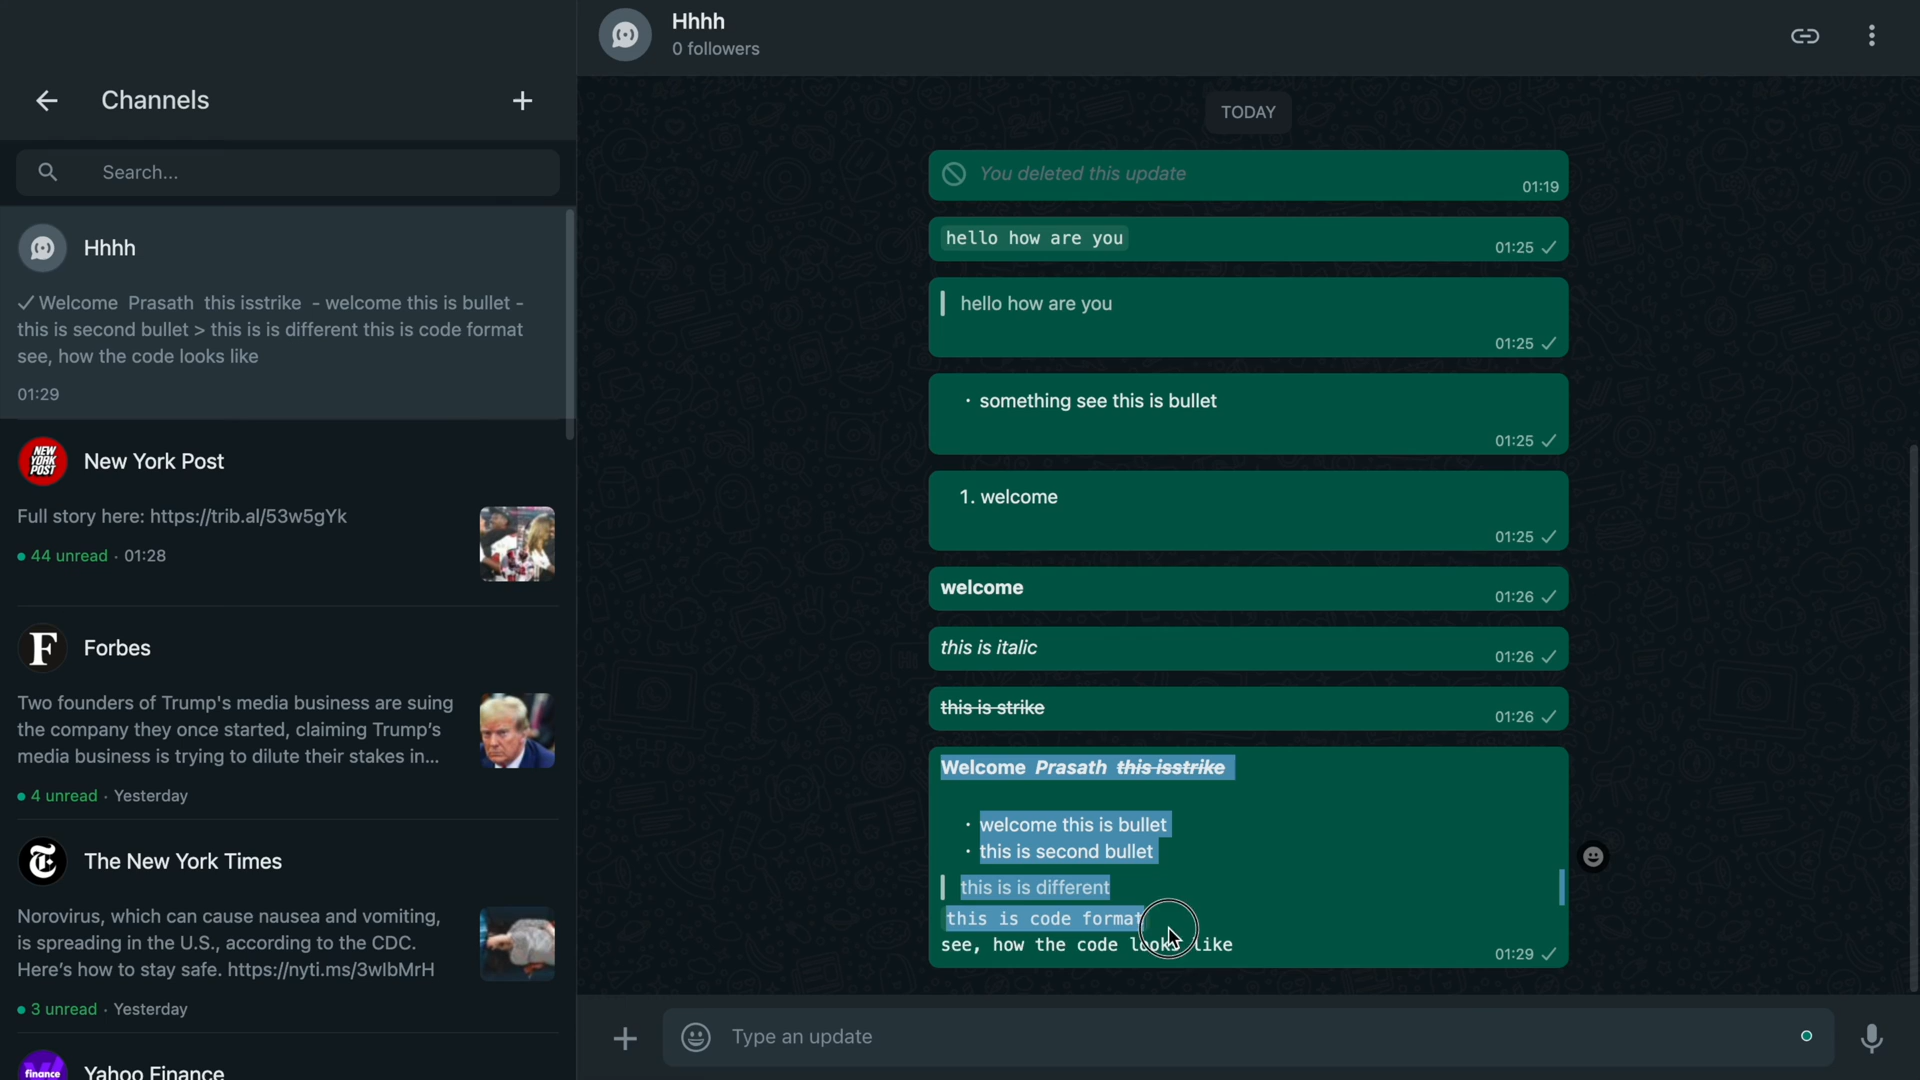 Channels
Search...
Hhhh
✓ Welcome Prasath this isstrike - welcome this is bullet -
this is second bullet > this is is different this is code format
see, how the code looks like
01:29
NEW
YORK
POST
New York Post
Full story here: https://trib.al/53w5gYk
44 unread · 01:28
F
Forbes
Two founders of Trump's media business are suing
the company they once started, claiming Trump's
media business is trying to dilute their stakes in...
4 unread · Yesterday
T
The New York Times
Norovirus, which can cause nausea and vomiting,
is spreading in the U.S., according to the CDC.
Here's how to stay safe. https://nyti.ms/3wlbMrH
3 unread · Yesterday
finance
Yahoo Finance
Hhhh
0 followers
TODAY
You deleted this update
01:19
hello how are you
01:25
hello how are you
01:25
· something see this is bullet
01:25
1. welcome
01:25
welcome
01:26
this is italic
01:26
this is strike
01:26
Welcome Prasath this isstrike
· welcome this is bullet
· this is second bullet
this is is different
this is code format
see, how the code looks like
01:29
Type an update